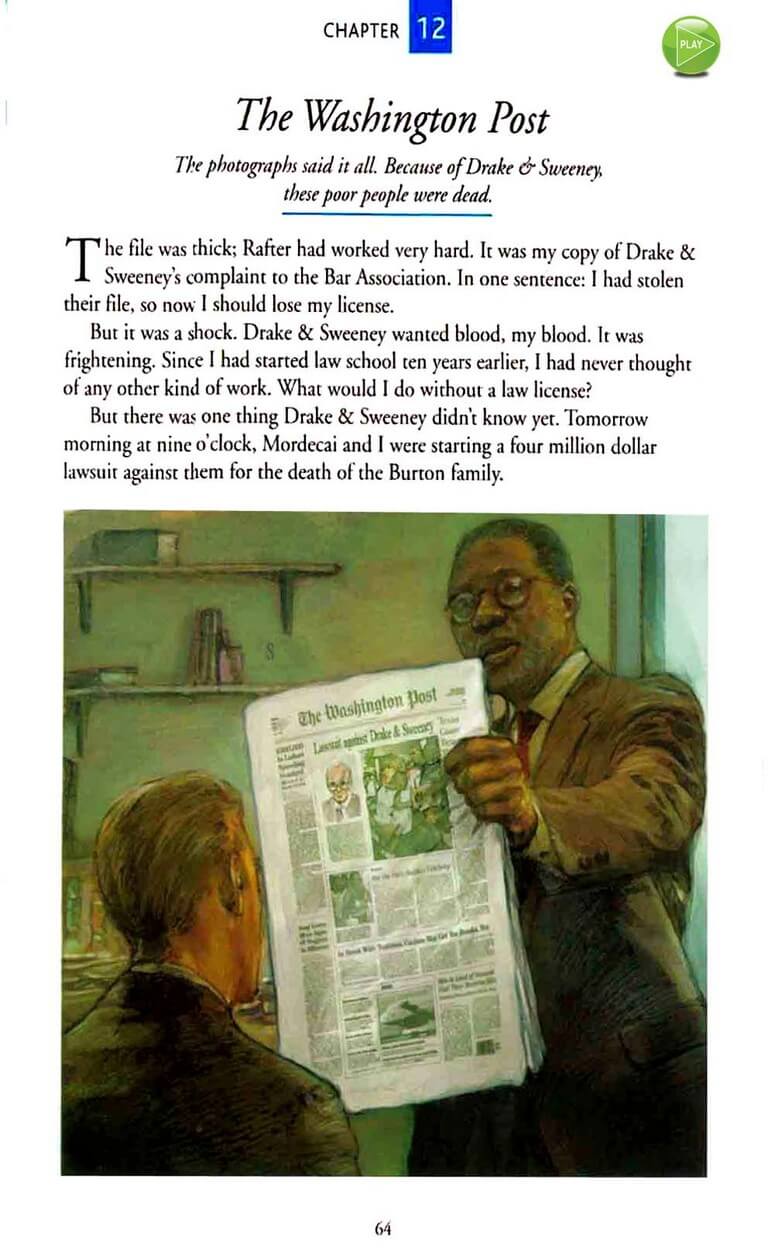 CHAPTER 12
PLAY
The Washington Post
The photographs said it all. Because of Drake & Sweeney,
these poor people were dead.
The file was thick; Rafter had worked very hard. It was my copy of Drake &
Sweeney's complaint to the Bar Association. In one sentence: I had stolen
their file, so now I should lose my license.
But it was a shock. Drake & Sweeney wanted blood, my blood. It was
frightening. Since I had started law school ten years earlier, I had never thought
of any other kind of work. What would I do without a law license?
But there was one thing Drake & Sweeney didn't know yet. Tomorrow
morning at nine o'clock, Mordecai and I were starting a four million dollar
lawsuit against them for the death of the Burton family.
The Washington Post
Lawsuit against Drake & Sweeney
64